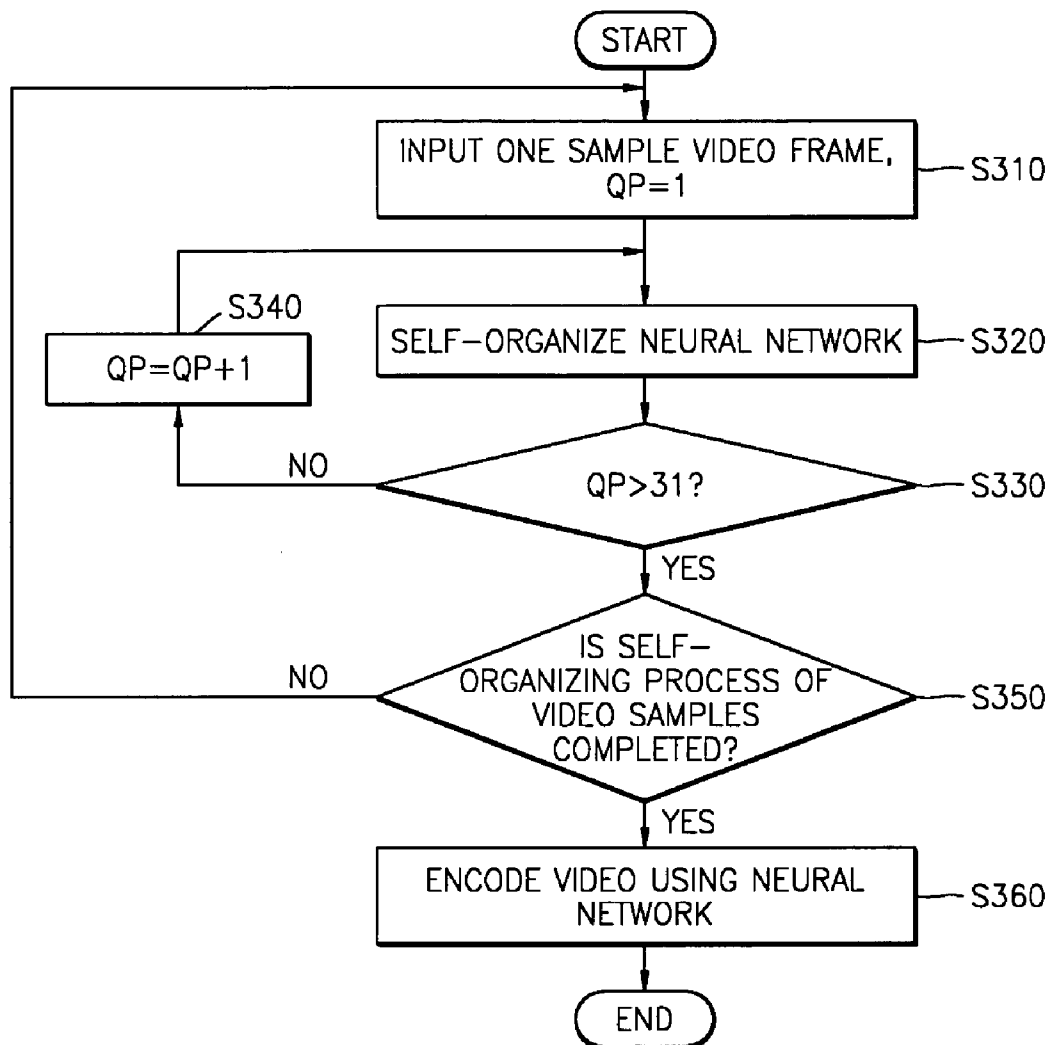 START
INPUT ONE SAMPLE VIDEO FRAME,
QP=1
S310
S340
QP=QP+1
SELF-ORGANIZE NEURAL NETWORK
S320
NO
QP>31?
S330
YES
IS SELF-
ORGANIZING PROCESS OF
VIDEO SAMPLES
COMPLETED?
NO
S350
YES
ENCODE VIDEO USING NEURAL
NETWORK
S360
END